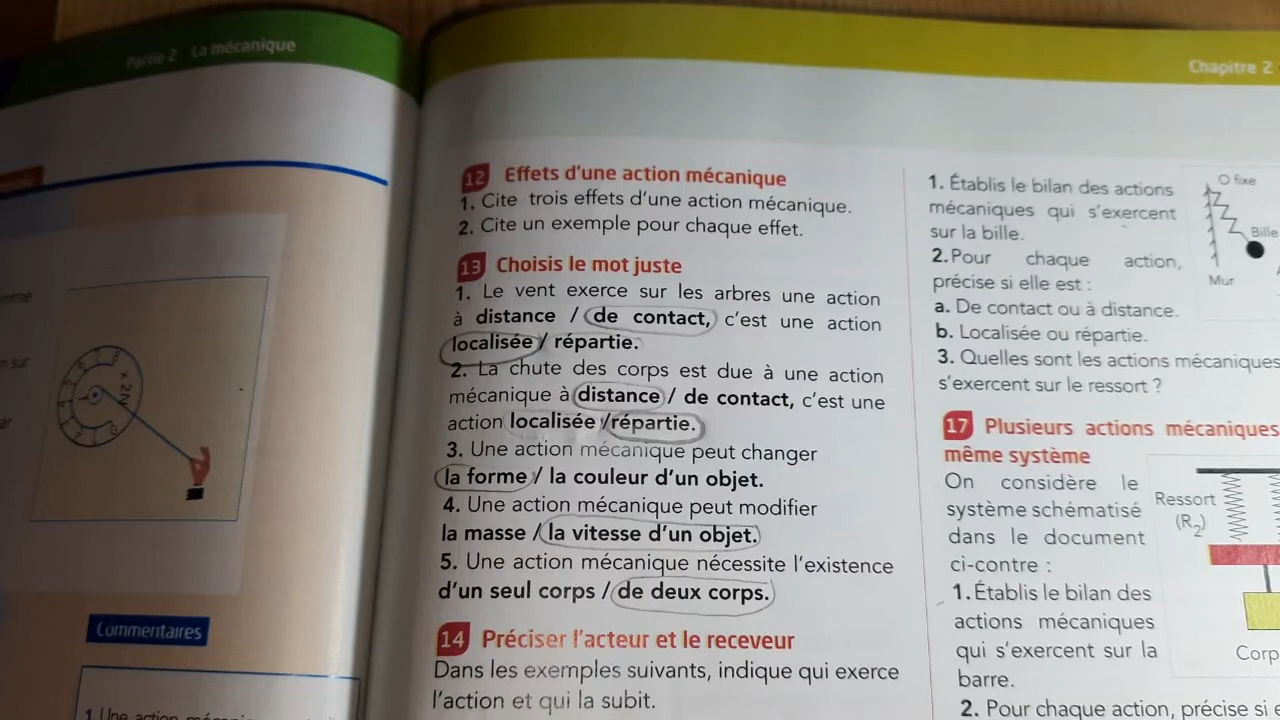 Partie 2 La mécanique
Commentaires
Chapitre 2
12 Effets d'une action mécanique
1. Cite trois effets d'une action mécanique.
2. Cite un exemple pour chaque effet.
13 Choisis le mot juste
1. Le vent exerce sur les arbres une action
à distance / de contact, c'est une action
localisée / répartie.
2. La chute des corps est due à une action
mécanique à distance / de contact, c'est une
action localisée / répartie.
3. Une action mécanique peut changer
la forme / la couleur d'un objet.
4. Une action mécanique peut modifier
la masse / la vitesse d'un objet.
5. Une action mécanique nécessite l'existence
d'un seul corps / de deux corps.
14 Préciser l'acteur et le receveur
Dans les exemples suivants, indique qui exerce
l'action et qui la subit.
1. Établis le bilan des actions
mécaniques qui s'exercent
sur la bille.
2. Pour chaque action,
précise si elle est :
a. De contact ou à distance.
b. Localisée ou répartie.
3. Quelles sont les actions mécaniques
s'exercent sur le ressort ?
O fixe
Bille
Mur
17 Plusieurs actions mécaniques
même système
On considère le
système schématisé
dans le document
ci-contre :
1. Établis le bilan des
actions mécaniques
qui s'exercent sur la
barre.
2. Pour chaque action, précise si
Ressort
(R2)
Corp